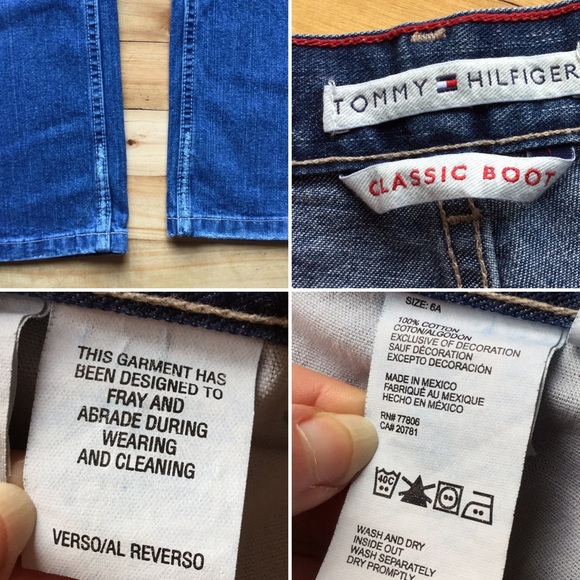 TOMMY HILFIGER
CLASSIC BOOT
THIS GARMENT HAS
BEEN DESIGNED TO
FRAY AND
ABRADE DURING
WEARING
AND CLEANING
VERSO/AL REVERSO
SIZE: 6A
100% COTTON
COTON/ALGODON
EXCLUSIVE OF DECORATION
SAUF DÉCORATION
EXCEPTO DECORACIÓN
MADE IN MEXICO
FABRIQUÉ AU MEXIQUE
HECHO EN MÉXICO
RN# 77806
CA# 20781
40C
WASH AND DRY
INSIDE OUT
WASH SEPARATELY
DRY PROMPTLY